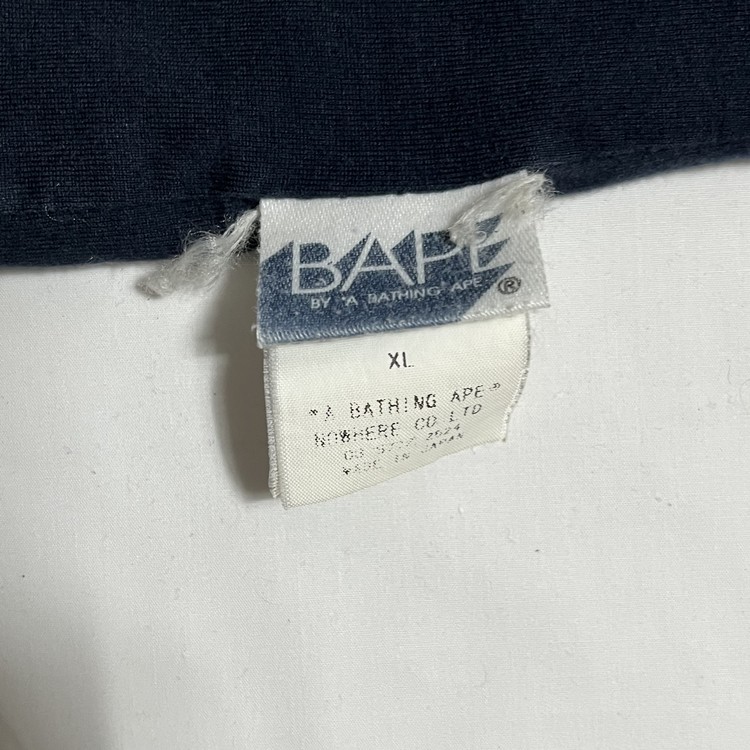 BAPE
BY "A BATHING APE"®
XL
"A BATHING APE"
NOWHERE CO LTD
MADE IN JAPAN